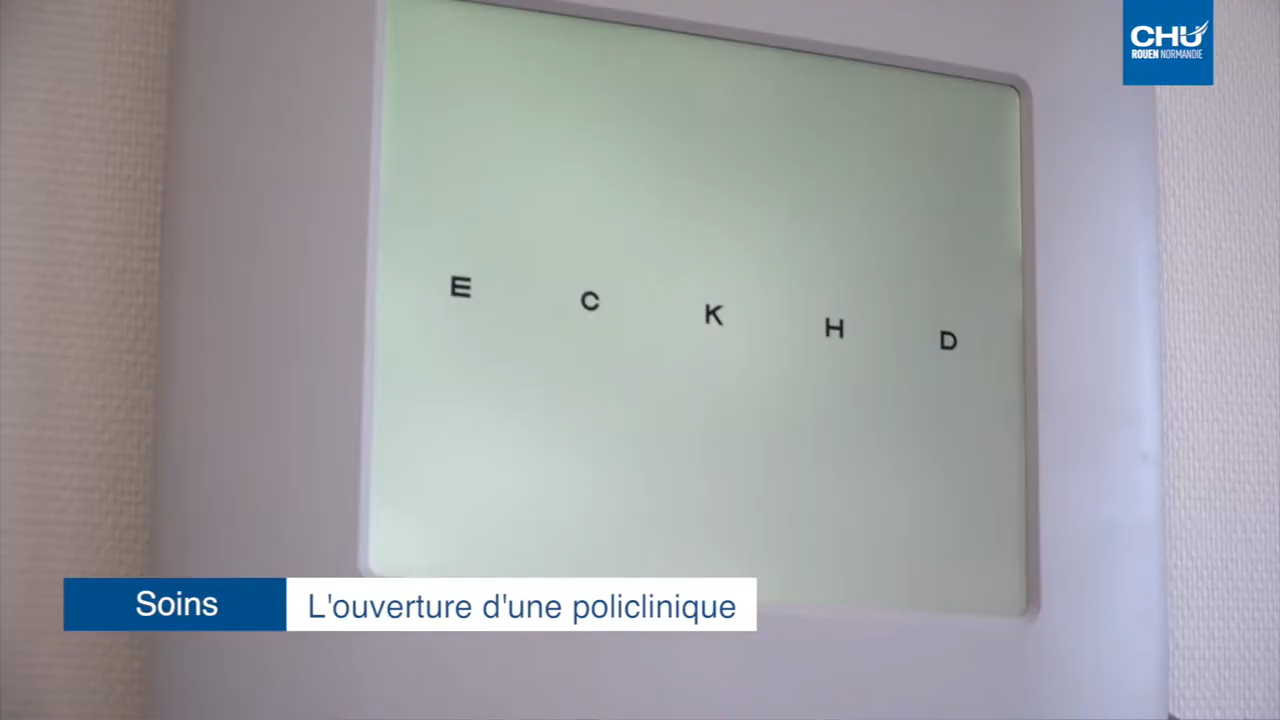 CHU
ROUEN NORMANDIE
E C K H D
Soins
L'ouverture d'une policlinique